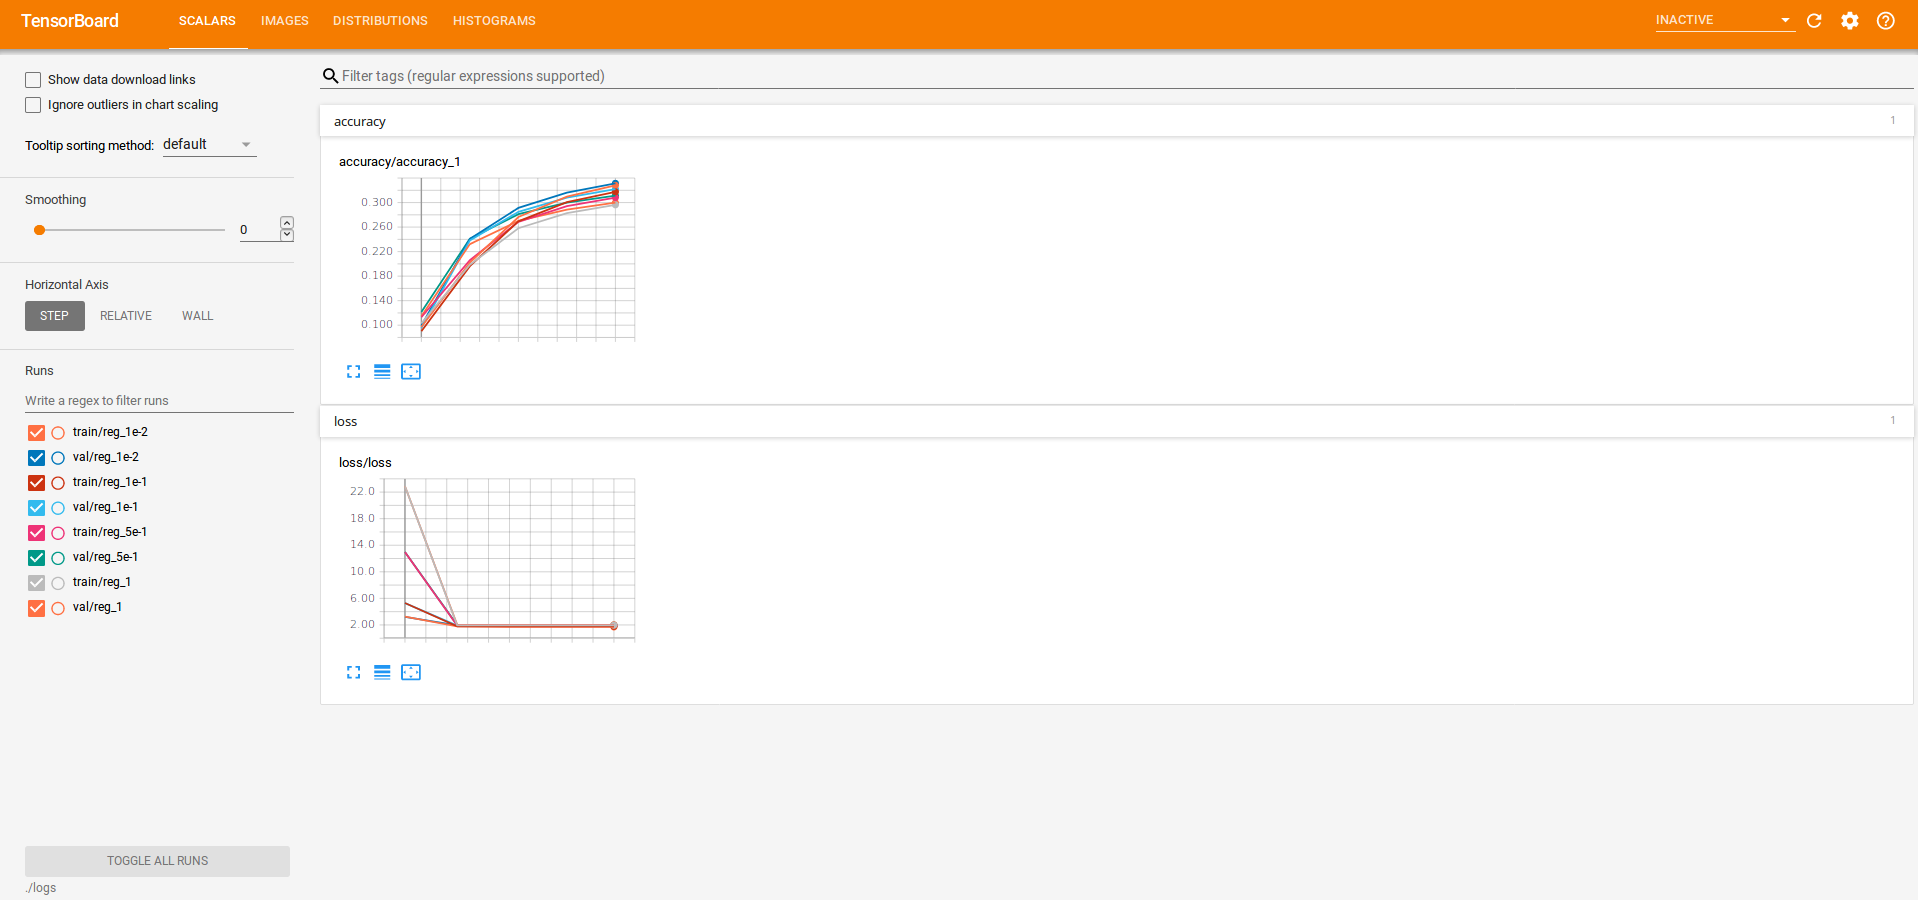 TensorBoard SCALARS IMAGES DISTRIBUTIONS HISTOGRAMS INACTIVE
Show data download links
Ignore outliers in chart scaling
Tooltip sorting method: default
Smoothing
0
Horizontal Axis
STEP RELATIVE WALL
Runs
Write a regex to filter runs
train/reg_1e-2
val/reg_1e-2
train/reg_1e-1
val/reg_1e-1
train/reg_5e-1
val/reg_5e-1
train/reg_1
val/reg_1
TOGGLE ALL RUNS
./logs
Filter tags (regular expressions supported)
accuracy 1
accuracy/accuracy_1
0.300
0.260
0.220
0.180
0.140
0.100
loss 1
loss/loss
22.0
18.0
14.0
10.0
6.00
2.00